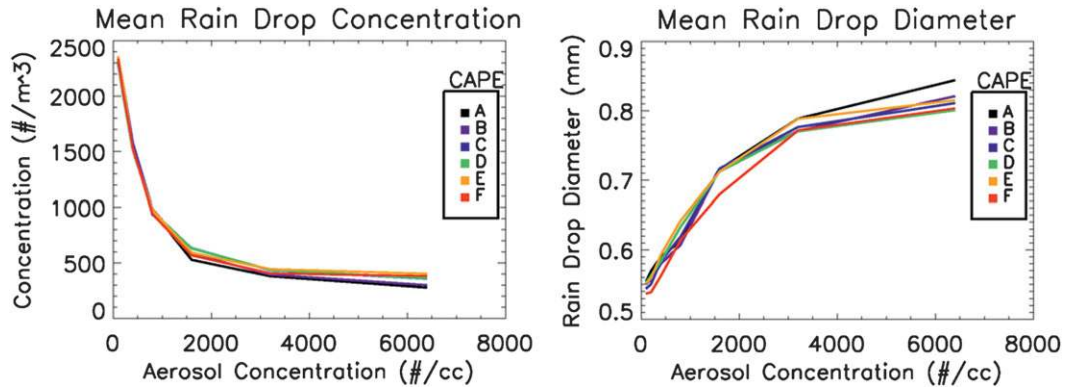 Mean Rain Drop Concentration
Concentration (#/m^3)
2500
2000
1500
1000
500
0
0 2000 4000 6000 8000
Aerosol Concentration (#/cc)
CAPE
A
B
C
D
E
F
Mean Rain Drop Diameter
Rain Drop Diameter (mm)
0.9
0.8
0.7
0.6
0.5
0 2000 4000 6000 8000
Aerosol Concentration (#/cc)
CAPE
A
B
C
D
E
F